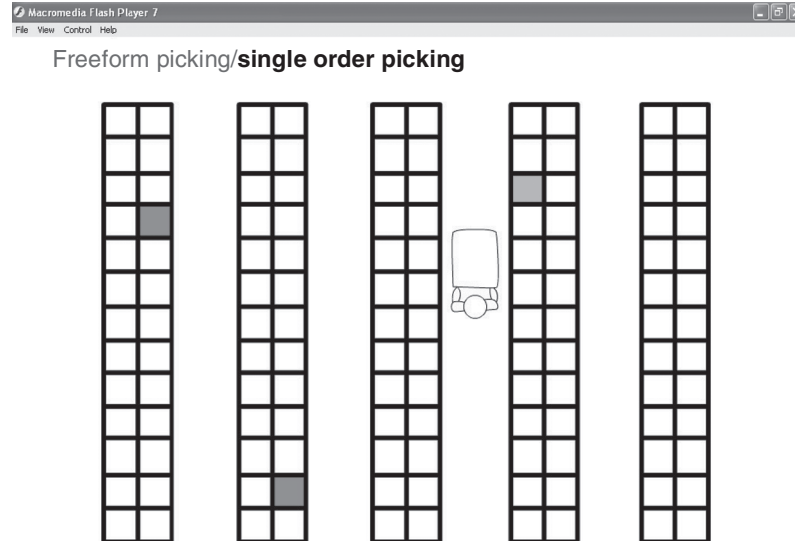 Macromedia Flash Player 7
File View Control Help
Freeform picking/single order picking